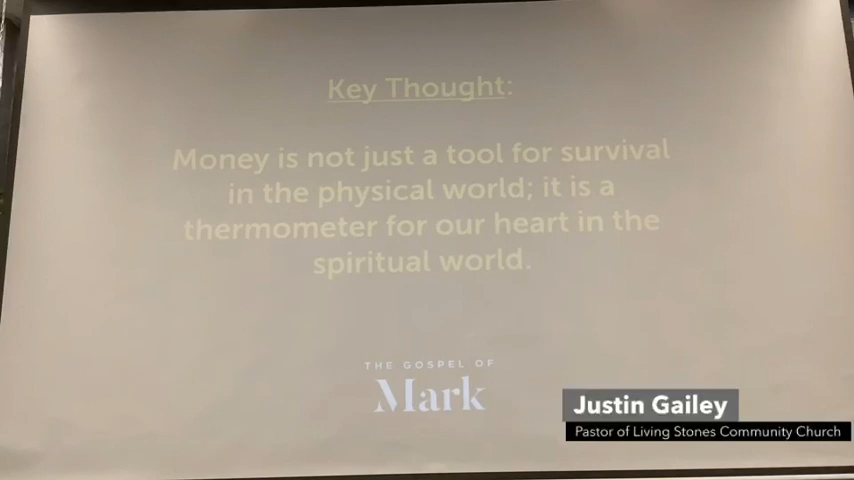 Key Thought:
Money is not just a tool for survival
in the physical world; it is a
thermometer for our heart in the
spiritual world.
THE GOSPEL OF
Mark
Justin Gailey
Pastor of Living Stones Community Church